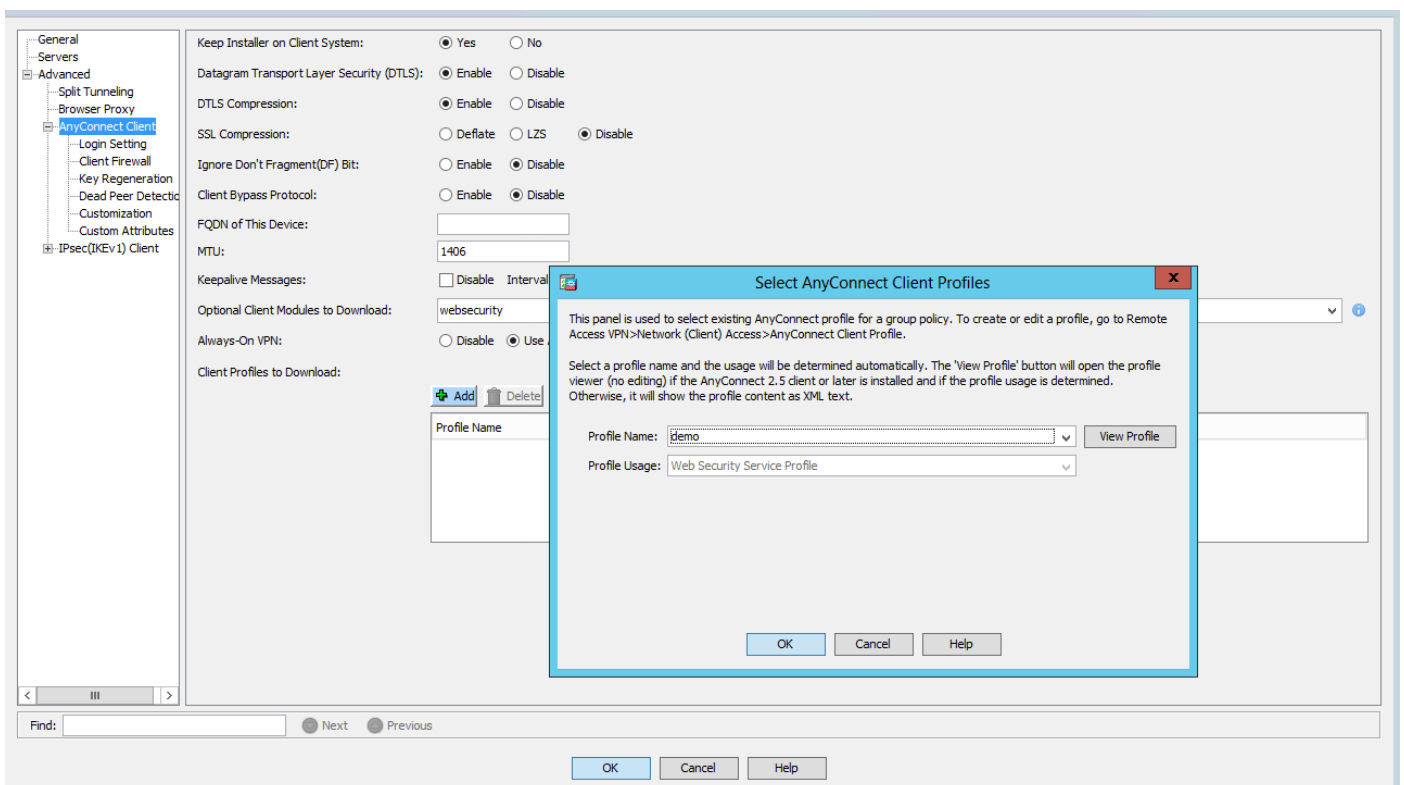 General
Servers
Advanced
Split Tunneling
Browser Proxy
AnyConnect Client
Login Setting
Client Firewall
Key Regeneration
Dead Peer Detectio
Customization
Custom Attributes
IPsec(IKEv1) Client
Keep Installer on Client System: Yes No
Datagram Transport Layer Security (DTLS): Enable Disable
DTLS Compression: Enable Disable
SSL Compression: Deflate LZS Disable
Ignore Don't Fragment(DF) Bit: Enable Disable
Client Bypass Protocol: Enable Disable
FQDN of This Device:
MTU: 1406
Keepalive Messages: Disable Interval
Optional Client Modules to Download: websecurity
Always-On VPN: Disable Use
Client Profiles to Download:
Add Delete
Profile Name
Select AnyConnect Client Profiles
X
This panel is used to select existing AnyConnect profile for a group policy. To create or edit a profile, go to Remote
Access VPN>Network (Client) Access>AnyConnect Client Profile.
Select a profile name and the usage will be determined automatically. The 'View Profile' button will open the profile
viewer (no editing) if the AnyConnect 2.5 client or later is installed and if the profile usage is determined.
Otherwise, it will show the profile content as XML text.
Profile Name: demo View Profile
Profile Usage: Web Security Service Profile
OK Cancel Help
Find: Next Previous
OK Cancel Help